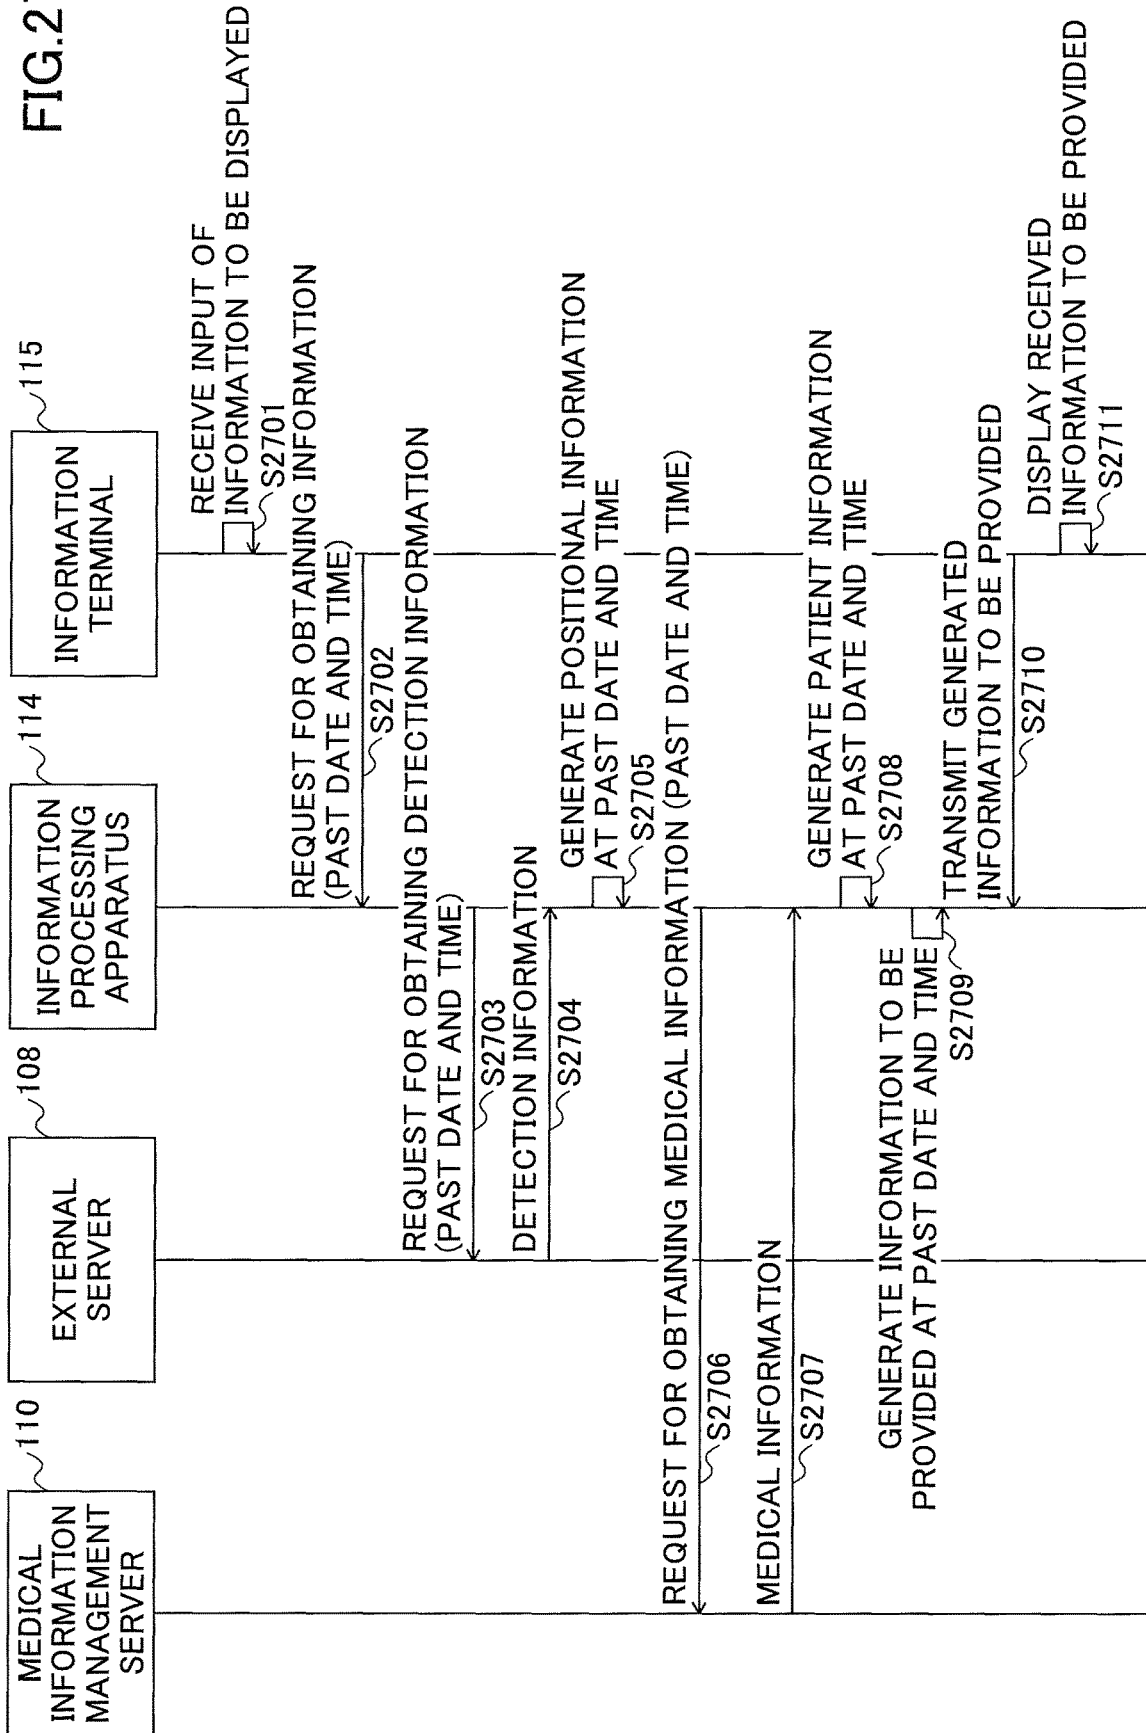 FIG.2
MEDICAL
INFORMATION
MANAGEMENT
SERVER
110
EXTERNAL
SERVER
108
INFORMATION
PROCESSING
APPARATUS
114
INFORMATION
TERMINAL
115
RECEIVE INPUT OF
INFORMATION TO BE DISPLAYED
S2701
REQUEST FOR OBTAINING INFORMATION
(PAST DATE AND TIME)
S2702
REQUEST FOR OBTAINING DETECTION INFORMATION
(PAST DATE AND TIME)
S2703
DETECTION INFORMATION
S2704
GENERATE POSITIONAL INFORMATION
AT PAST DATE AND TIME
S2705
REQUEST FOR OBTAINING MEDICAL INFORMATION (PAST DATE AND TIME)
S2706
MEDICAL INFORMATION
S2707
GENERATE PATIENT INFORMATION
AT PAST DATE AND TIME
S2708
GENERATE INFORMATION TO BE
PROVIDED AT PAST DATE AND TIME
S2709
TRANSMIT GENERATED
INFORMATION TO BE PROVIDED
S2710
DISPLAY RECEIVED
INFORMATION TO BE PROVIDED
S2711